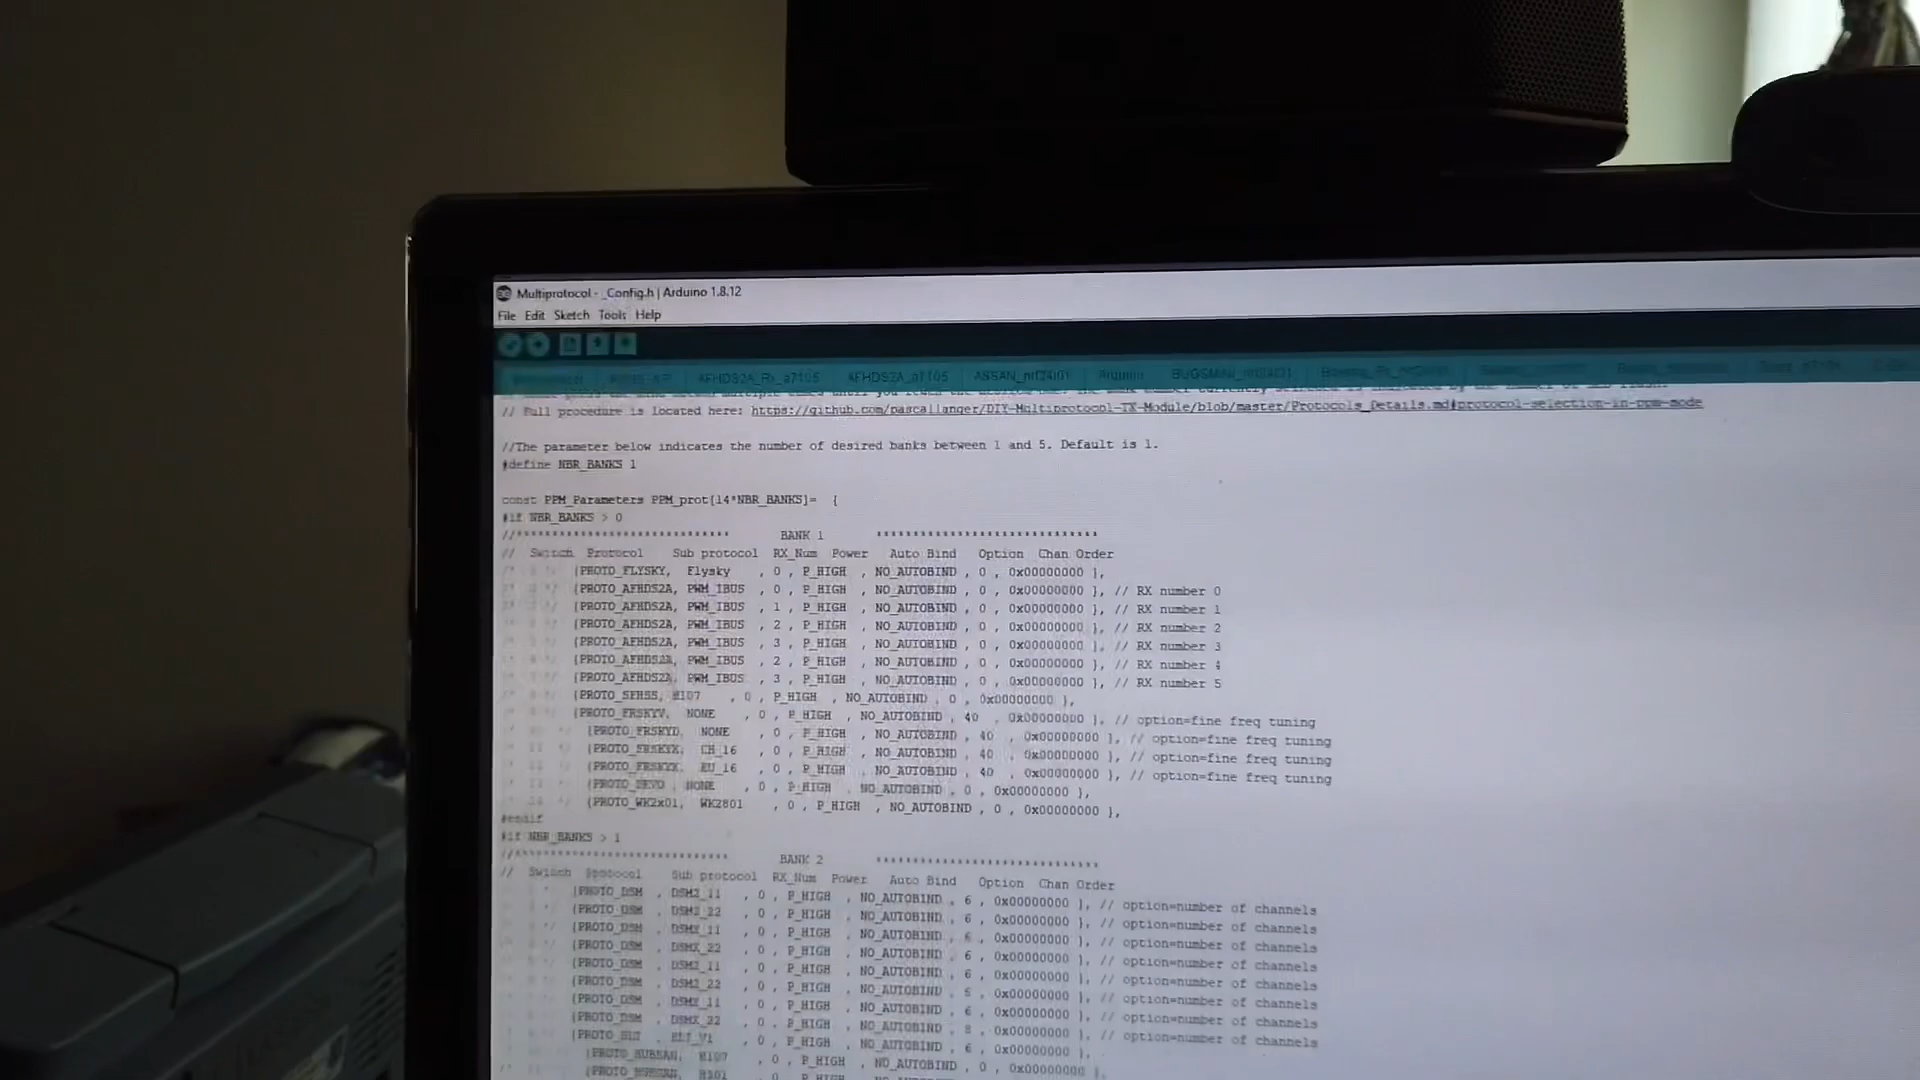 Multiprotocol - _Config.h | Arduino 1.8.12
File Edit Sketch Tools Help
AFHDS2A_Rx_a7105 AFHDS2A_a7105 ASSAN_nrf24l01 Arduino BUGSMINI_nrf24l01
// Full procedure is located here: https://github.com/pascallanger/DIY-Multiprotocol-TX-Module/blob/master/Protocols_Details.md#protocol-selection-in-ppm-mode
//The parameter below indicates the number of desired banks between 1 and 5. Default is 1.
#define NBR_BANKS 1
const PPM_Parameters PPM_prot[14*NBR_BANKS]= {
#if NBR_BANKS > 0
//**************************** BANK 1 ****************************
// Switch Protocol Sub protocol RX_Num Power Auto Bind Option Chan Order
{PROTO_FLYSKY, Flysky , 0 , P_HIGH , NO_AUTOBIND , 0 , 0x00000000 },
{PROTO_AFHDS2A, PWM_IBUS , 0 , P_HIGH , NO_AUTOBIND , 0 , 0x00000000 }, // RX number 0
{PROTO_AFHDS2A, PWM_IBUS , 1 , P_HIGH , NO_AUTOBIND , 0 , 0x00000000 }, // RX number 1
{PROTO_AFHDS2A, PWM_IBUS , 2 , P_HIGH , NO_AUTOBIND , 0 , 0x00000000 }, // RX number 2
{PROTO_AFHDS2A, PWM_IBUS , 3 , P_HIGH , NO_AUTOBIND , 0 , 0x00000000 }, // RX number 3
{PROTO_AFHDS2A, PWM_IBUS , 2 , P_HIGH , NO_AUTOBIND , 0 , 0x00000000 }, // RX number 4
{PROTO_AFHDS2A, PWM_IBUS , 3 , P_HIGH , NO_AUTOBIND , 0 , 0x00000000 }, // RX number 5
{PROTO_SFHSS, H107 , 0 , P_HIGH , NO_AUTOBIND , 0 , 0x00000000 },
{PROTO_FRSKYV, NONE , 0 , P_HIGH , NO_AUTOBIND , 40 , 0x00000000 }, // option=fine freq tuning
{PROTO_FRSKYD, NONE , 0 , P_HIGH , NO_AUTOBIND , 40 , 0x00000000 }, // option=fine freq tuning
{PROTO_FRSKYX, CH_16 , 0 , P_HIGH , NO_AUTOBIND , 40 , 0x00000000 }, // option=fine freq tuning
{PROTO_FRSKYX, EU_16 , 0 , P_HIGH , NO_AUTOBIND , 40 , 0x00000000 }, // option=fine freq tuning
{PROTO_DEVO , NONE , 0 , P_HIGH , NO_AUTOBIND , 0 , 0x00000000 },
{PROTO_WK2x01, WK2801 , 0 , P_HIGH , NO_AUTOBIND , 0 , 0x00000000 },
#endif
#if NBR_BANKS > 1
//**************************** BANK 2 ****************************
// Switch Protocol Sub protocol RX_Num Power Auto Bind Option Chan Order
{PROTO_DSM , DSM2_11 , 0 , P_HIGH , NO_AUTOBIND , 6 , 0x00000000 }, // option=number of channels
{PROTO_DSM , DSM2_22 , 0 , P_HIGH , NO_AUTOBIND , 6 , 0x00000000 }, // option=number of channels
{PROTO_DSM , DSMX_11 , 0 , P_HIGH , NO_AUTOBIND , 6 , 0x00000000 }, // option=number of channels
{PROTO_DSM , DSMX_22 , 0 , P_HIGH , NO_AUTOBIND , 6 , 0x00000000 }, // option=number of channels
{PROTO_DSM , DSM2_11 , 0 , P_HIGH , NO_AUTOBIND , 6 , 0x00000000 }, // option=number of channels
{PROTO_DSM , DSM2_22 , 0 , P_HIGH , NO_AUTOBIND , , 0x00000000 }, // option=number of channels
{PROTO_DSM , DSMX_11 , 0 , P_HIGH , NO_AUTOBIND , 6 , 0x00000000 }, // option=number of channels
{PROTO_DSM , DSMX_22 , 0 , P_HIGH , NO_AUTOBIND , 8 , 0x00000000 }, // option=number of channels
, 0 , P_HIGH , NO_AUTOBIND , 6 , 0x00000000 },
{PROTO_HUBSAN, H107 , 0 , P_HIGH , NO_AUTOBIND , 0 , 0x00000000 },
{PROTO_HUBSAN, H301 , 0 , P_HIGH